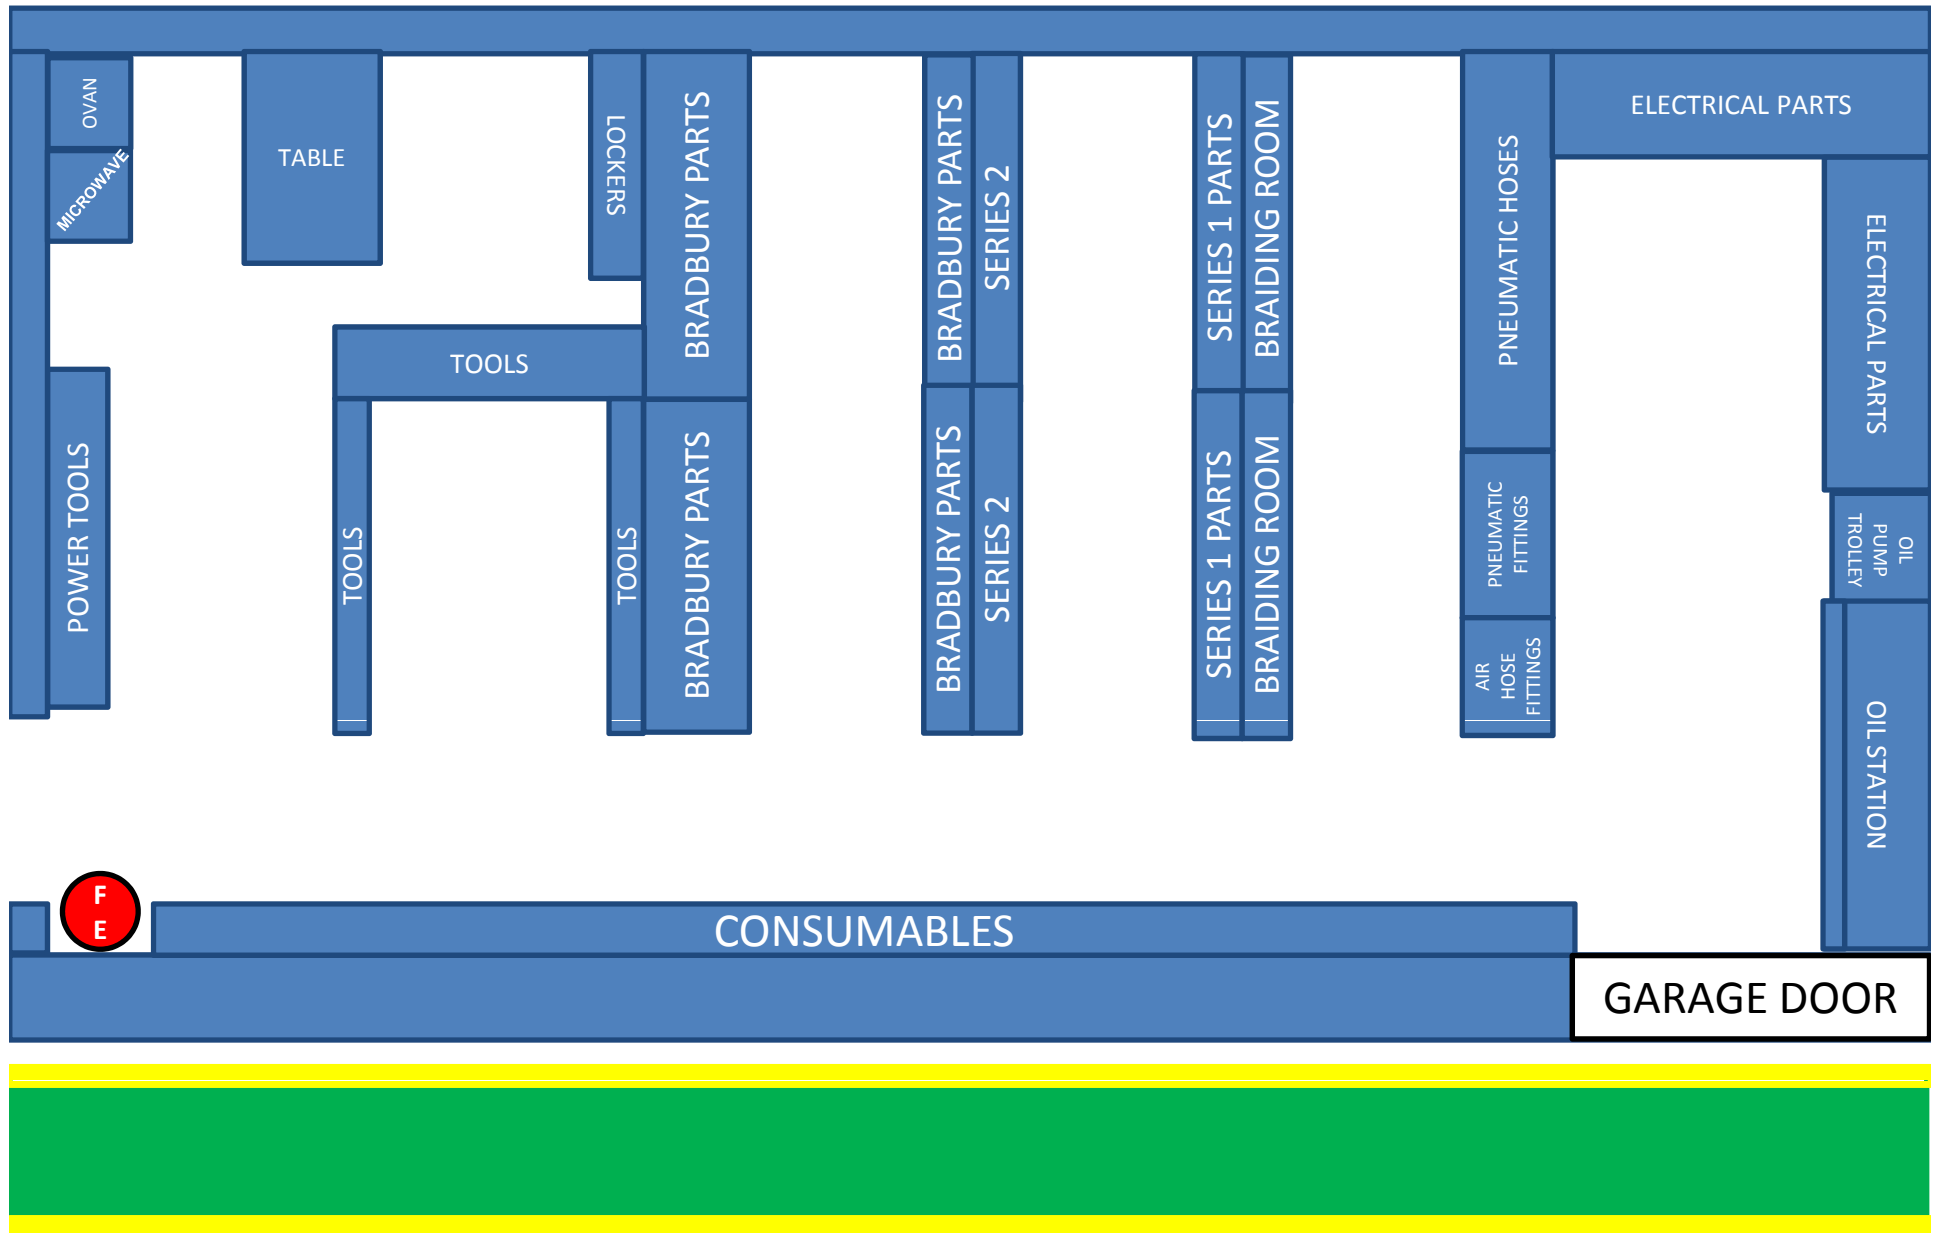 OVAN
MICROWAVE
TABLE
LOCKERS
BRADBURY PARTS
BRADBURY PARTS
SERIES 2
SERIES 1 PARTS
BRAIDING ROOM
PNEUMATIC HOSES
ELECTRICAL PARTS
ELECTRICAL PARTS
TOOLS
POWER TOOLS
TOOLS
TOOLS
BRADBURY PARTS
BRADBURY PARTS
SERIES 2
SERIES 1 PARTS
BRAIDING ROOM
PNEUMATIC
FITTINGS
AIR
HOSE
FITTINGS
OIL
PUMP
TROLLEY
OIL STATION
F
E
CONSUMABLES
GARAGE DOOR